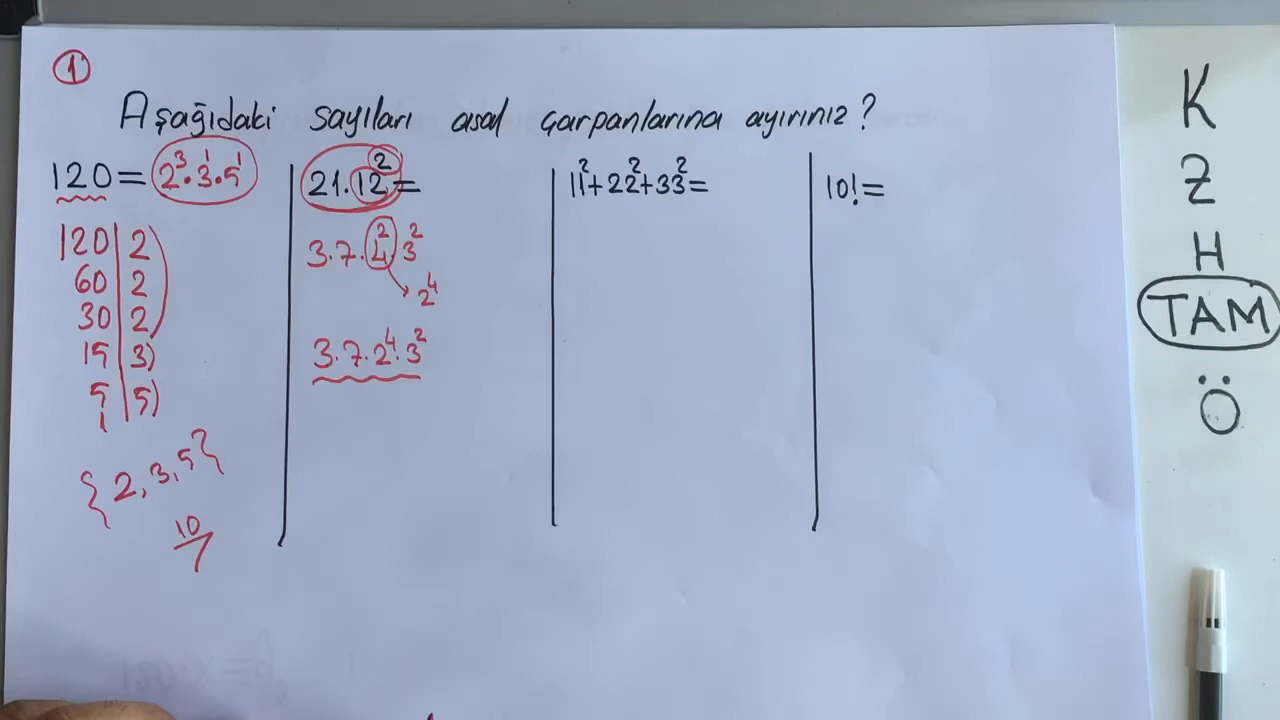 1
Aşağıdaki sayıları asal çarpanlarına ayırınız?
120 = 2³·3¹·5¹
120 | 2
60 | 2
30 | 2
15 | 3
5 | 5
1
{2, 3, 5}
10
21.12² =
3.7.4² 3²
2⁴
3.7.2⁴.3²
11²+22²+33²=
10! =
K
Z
H
TAM
Ö